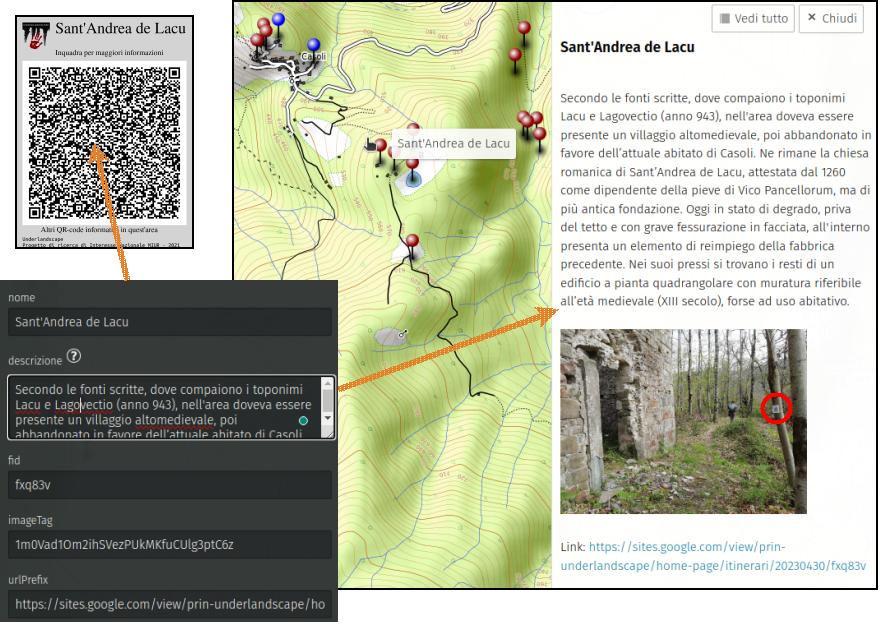 Sant'Andrea de Lacu
Inquadra per maggiori informazioni
Altri QR-code informativi in quest'area
Underlandscape
Progetto di ricerca di Interesse Nazionale MIUR - 2021
nome
Sant'Andrea de Lacu
descrizione ?
Secondo le fonti scritte, dove compaiono i toponimi
Lacu e Lagovectio (anno 943), nell'area doveva essere
presente un villaggio altomedievale, poi
abbandonato in favore dell'attuale abitato di Casoli.
fid
fxq83v
imageTag
1m0Vad1Om2ihSVezPUkMKfuCUlg3ptC6z
urlPrefix
https://sites.google.com/view/prin-underlandscape/ho
Casoli
Sant'Andrea de Lacu
Vedi tutto
✕ Chiudi
Sant'Andrea de Lacu
Secondo le fonti scritte, dove compaiono i toponimi
Lacu e Lagovectio (anno 943), nell'area doveva essere
presente un villaggio altomedievale, poi abbandonato in
favore dell'attuale abitato di Casoli. Ne rimane la chiesa
romanica di Sant'Andrea de Lacu, attestata dal 1260
come dipendente della pieve di Vico Pancellorum, ma di
più antica fondazione. Oggi in stato di degrado, priva
del tetto e con grave fessurazione in facciata, all'interno
presenta un elemento di reimpiego della fabbrica
precedente. Nei suoi pressi si trovano i resti di un
edificio a pianta quadrangolare con muratura riferibile
all'età medievale (XIII secolo), forse ad uso abitativo.
Link: https://sites.google.com/view/prin-
underlandscape/home-page/itinerari/20230430/fxq83v